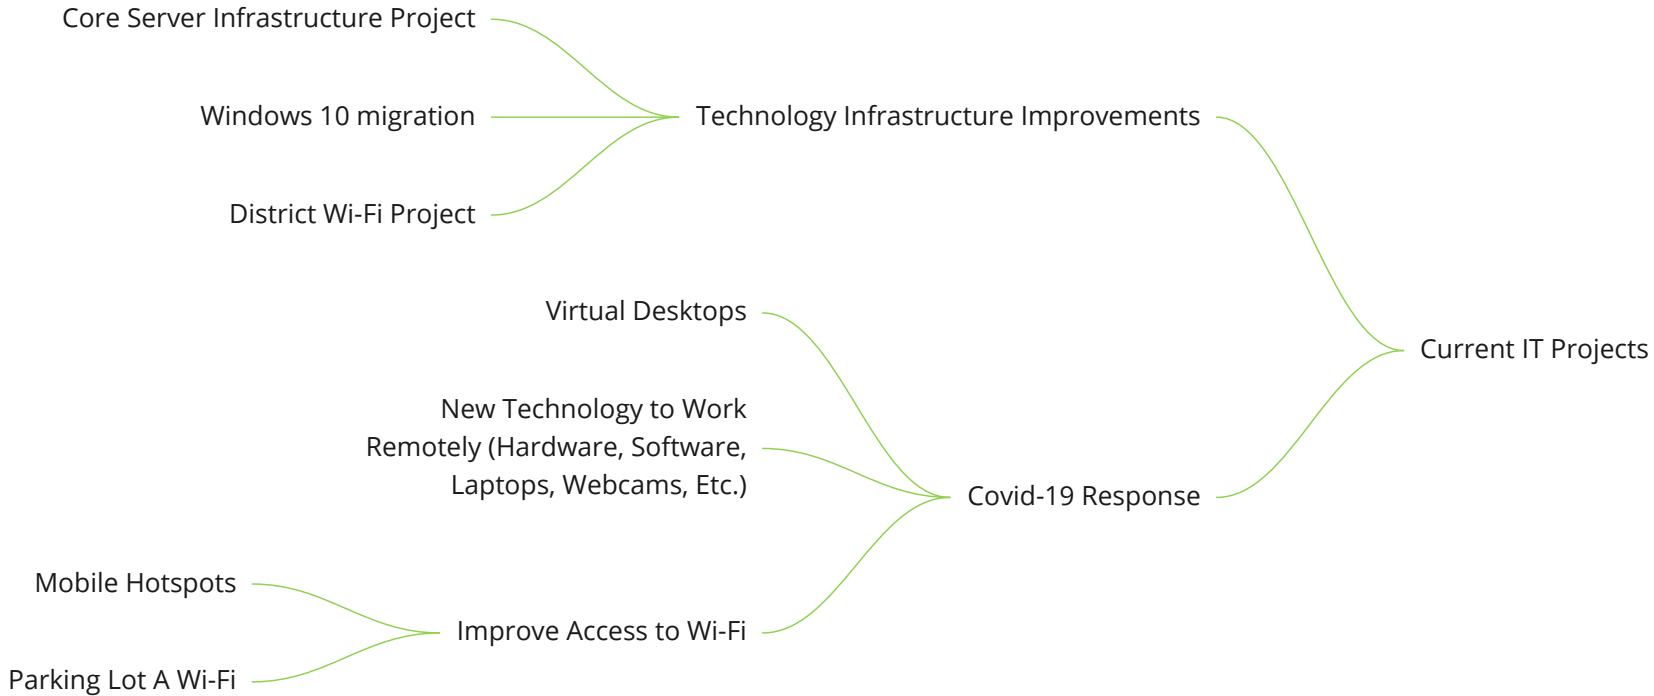 Core Server Infrastructure Project
Windows 10 migration
Technology Infrastructure Improvements
District Wi-Fi Project
Virtual Desktops
Current IT Projects
New Technology to Work
Remotely (Hardware, Software,
Laptops, Webcams, Etc.)
Covid-19 Response
Mobile Hotspots
Improve Access to Wi-Fi
Parking Lot A Wi-Fi